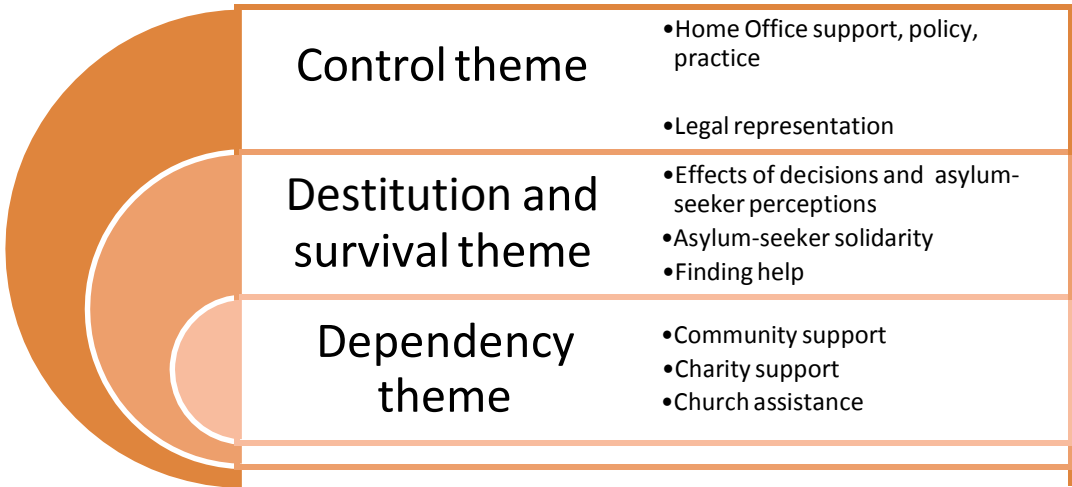 Control theme
•Home Office support, policy,
practice
•Legal representation
Destitution and
survival theme
•Effects of decisions and asylum-
seeker perceptions
•Asylum-seeker solidarity
•Finding help
Dependency
theme
•Community support
•Charity support
•Church assistance